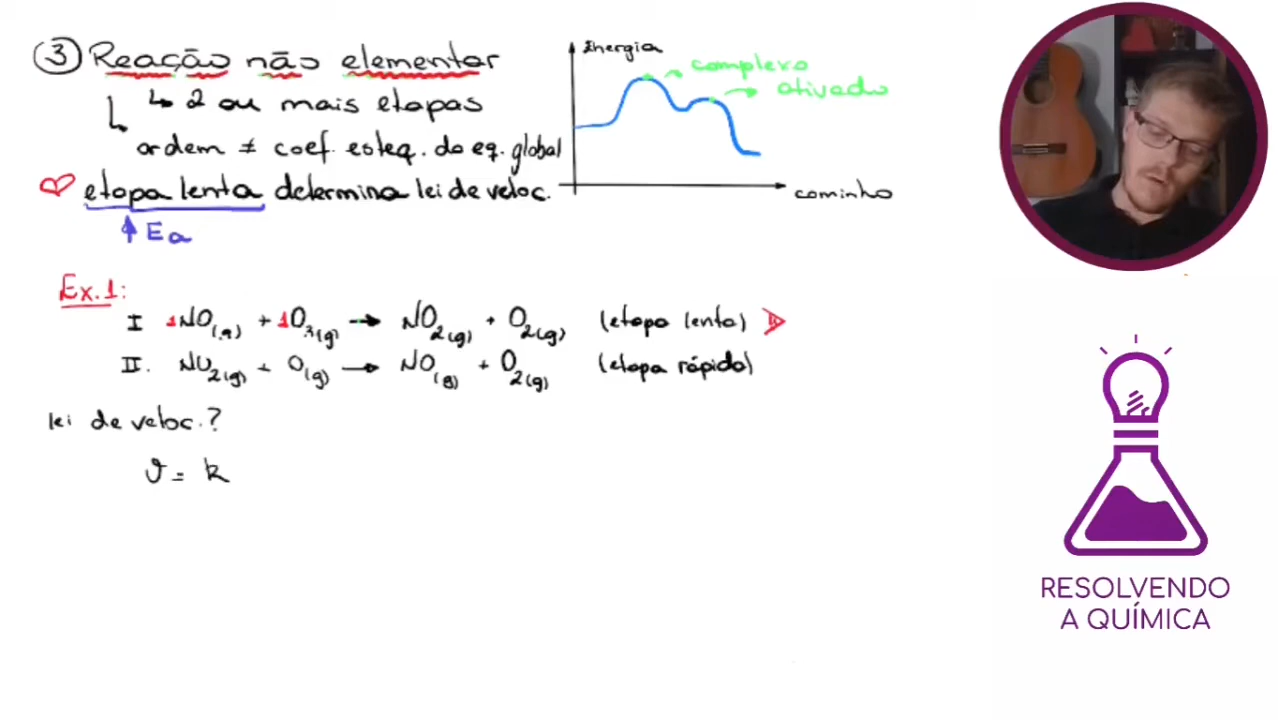 ③ Reação não elementar
↳ 2 ou mais etapas
↳ ordem ≠ coef. esteq. da eq. global
♡ etapa lenta determina lei de veloc.
↑ Ea
Energia
complexo
ativado
caminho
Ex.1:
I 1NO(g) + 1O3(g) → NO2(g) + O2(g) (etapa lenta)
II. NO2(g) + O(g) → NO(g) + O2(g) (etapa rápida)
lei de veloc.?
v = k
RESOLVENDO
A QUÍMICA